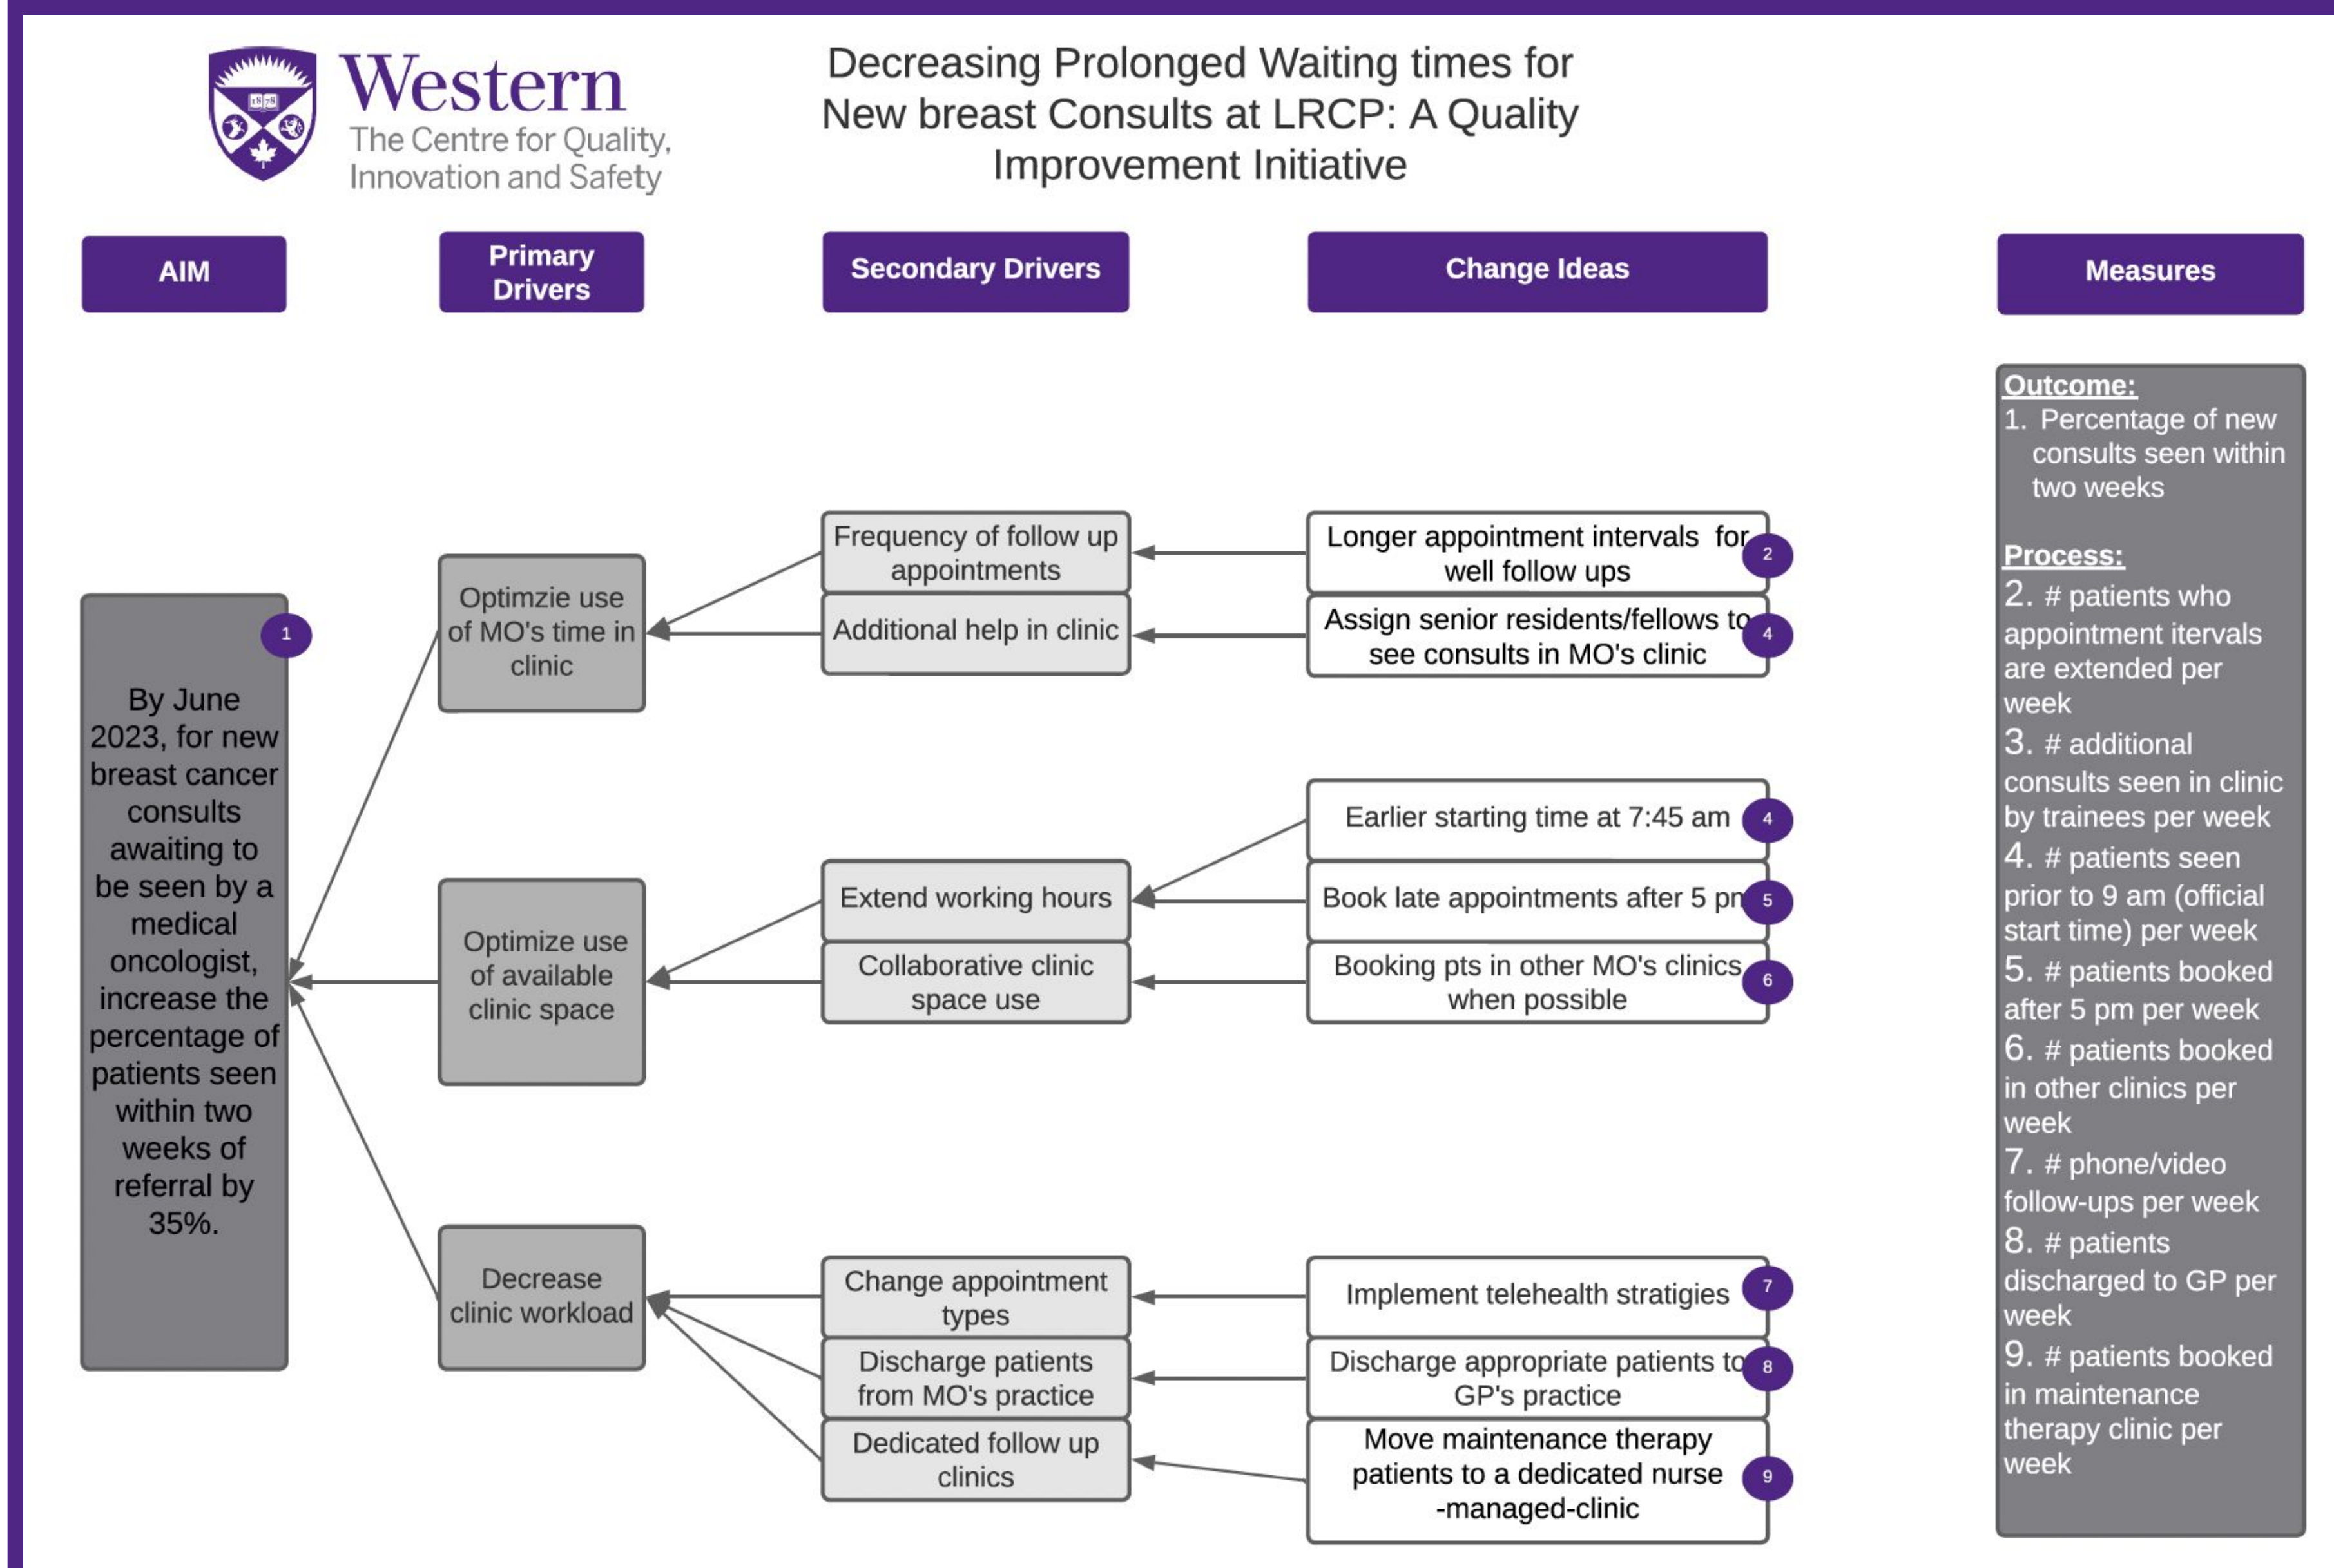 Western
The Centre for Quality,
Innovation and Safety
1878
Decreasing Prolonged Waiting times for
New breast Consults at LRCP: A Quality
Improvement Initiative
AIM
Primary
Drivers
Secondary Drivers
Change Ideas
Measures
1
By June
2023, for new
breast cancer
consults
awaiting to
be seen by a
medical
oncologist,
increase the
percentage of
patients seen
within two
weeks of
referral by
35%.
Optimzie use
of MO's time in
clinic
Optimize use
of available
clinic space
Decrease
clinic workload
Frequency of follow up
appointments
Additional help in clinic
Extend working hours
Collaborative clinic
space use
Change appointment
types
Discharge patients
from MO's practice
Dedicated follow up
clinics
Longer appointment intervals for
well follow ups
2
Assign senior residents/fellows to
see consults in MO's clinic
4
Earlier starting time at 7:45 am
4
Book late appointments after 5 pm
5
Booking pts in other MO's clinics
when possible
6
Implement telehealth stratigies
7
Discharge appropriate patients to
GP's practice
8
Move maintenance therapy
patients to a dedicated nurse
-managed-clinic
9
Outcome:
1. Percentage of new
consults seen within
two weeks
Process:
2. # patients who
appointment itervals
are extended per
week
3. # additional
consults seen in clinic
by trainees per week
4. # patients seen
prior to 9 am (official
start time) per week
5. # patients booked
after 5 pm per week
6. # patients booked
in other clinics per
week
7. # phone/video
follow-ups per week
8. # patients
discharged to GP per
week
9. # patients booked
in maintenance
therapy clinic per
week